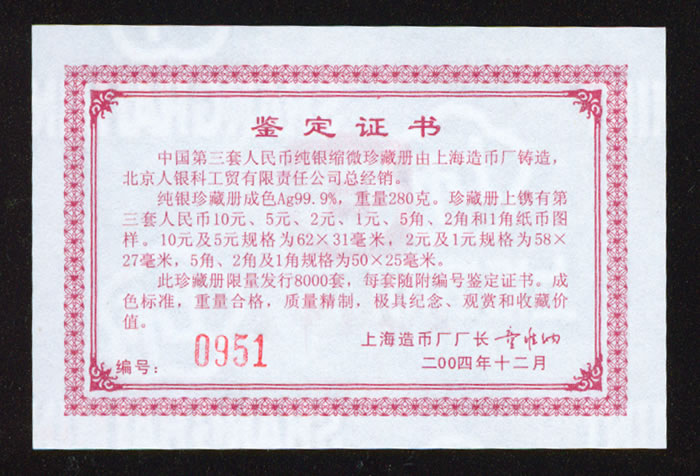 鉴定证书
中国第三套人民币纯银缩微珍藏册由上海造币厂铸造，
北京人银科工贸有限责任公司总经销。
纯银珍藏册成色Ag99.9%，重量280克。珍藏册上镌有第
三套人民币10元、5元、2元、1元、5角、2角和1角纸币图
样。10元及5元规格为62×31毫米，2元及1元规格为58×
27毫米，5角、2角及1角规格为50×25毫米。
此珍藏册限量发行8000套，每套随附编号鉴定证书。成
色标准，重量合格，质量精制，极具纪念、观赏和收藏价
值。
上海造币厂厂长
编号：0951
二00四年十二月